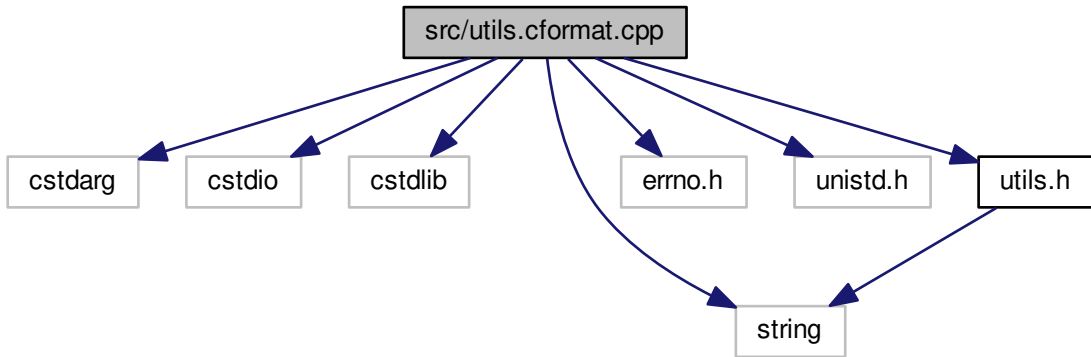 src/utils.cformat.cpp
cstdarg
cstdio
cstdlib
errno.h
unistd.h
utils.h
string